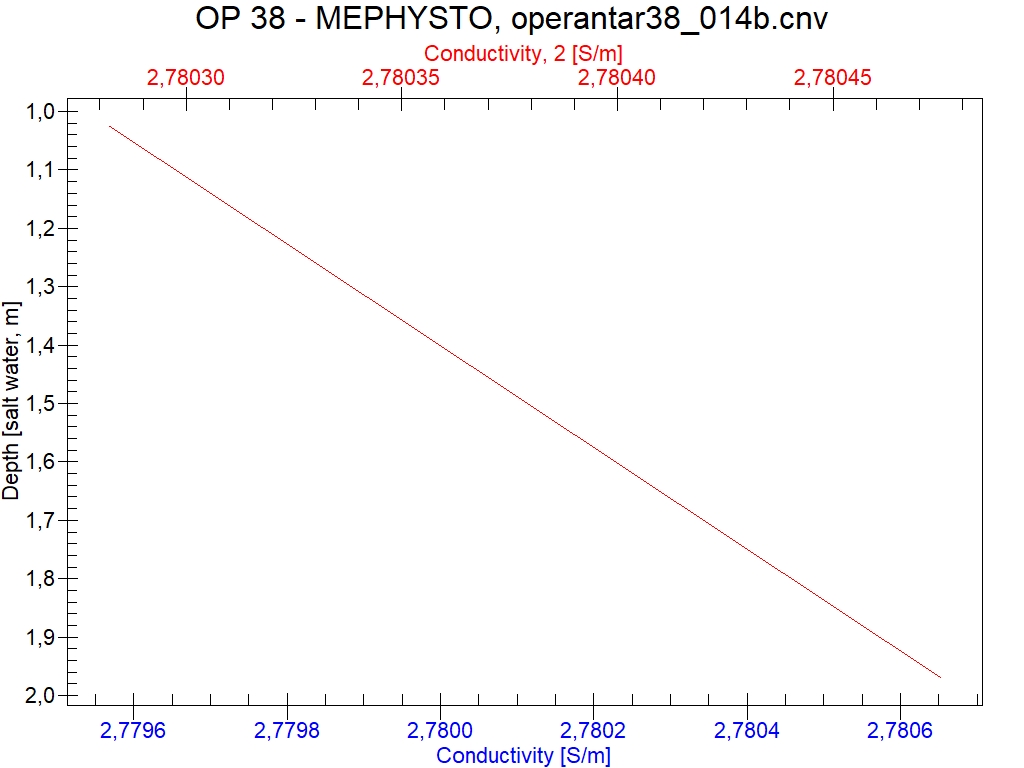 OP 38 - MEPHYSTO, operantar38_014b.cnv
Conductivity, 2 [S/m]
2,78030 2,78035 2,78040 2,78045
Depth [salt water, m]
1,0
1,1
1,2
1,3
1,4
1,5
1,6
1,7
1,8
1,9
2,0
2,7796 2,7798 2,7800 2,7802 2,7804 2,7806
Conductivity [S/m]